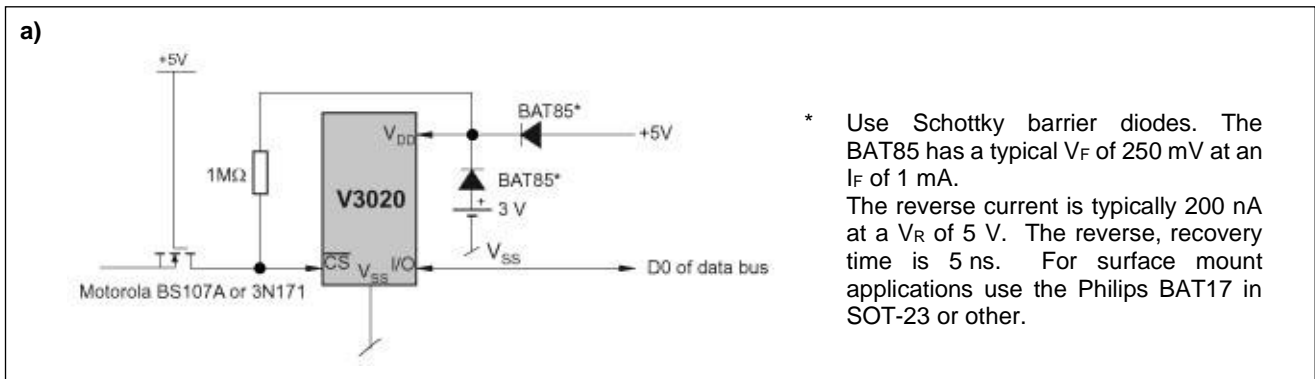 a)
+5V
BAT85*
VDD
+5V
1MΩ
BAT85*
V3020
+
3 V
CS
VSS
I/O
VSS
D0 of data bus
Motorola BS107A or 3N171
* Use Schottky barrier diodes. The
BAT85 has a typical VF of 250 mV at an
IF of 1 mA.
The reverse current is typically 200 nA
at a VR of 5 V. The reverse, recovery
time is 5 ns. For surface mount
applications use the Philips BAT17 in
SOT-23 or other.